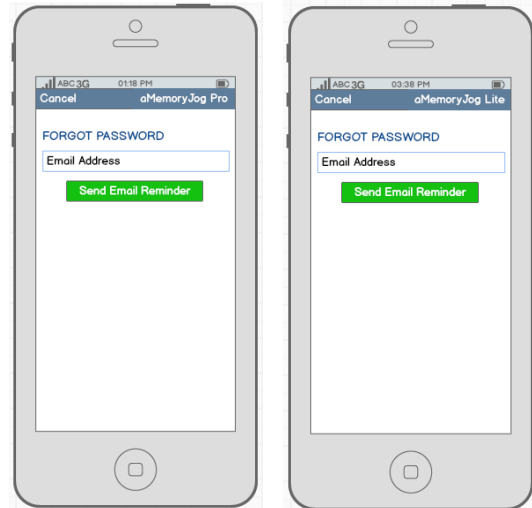 ABC 3G 01:18 PM
Cancel aMemoryJog Pro
FORGOT PASSWORD
Email Address
Send Email Reminder
ABC 3G 03:38 PM
Cancel aMemoryJog Lite
FORGOT PASSWORD
Email Address
Send Email Reminder